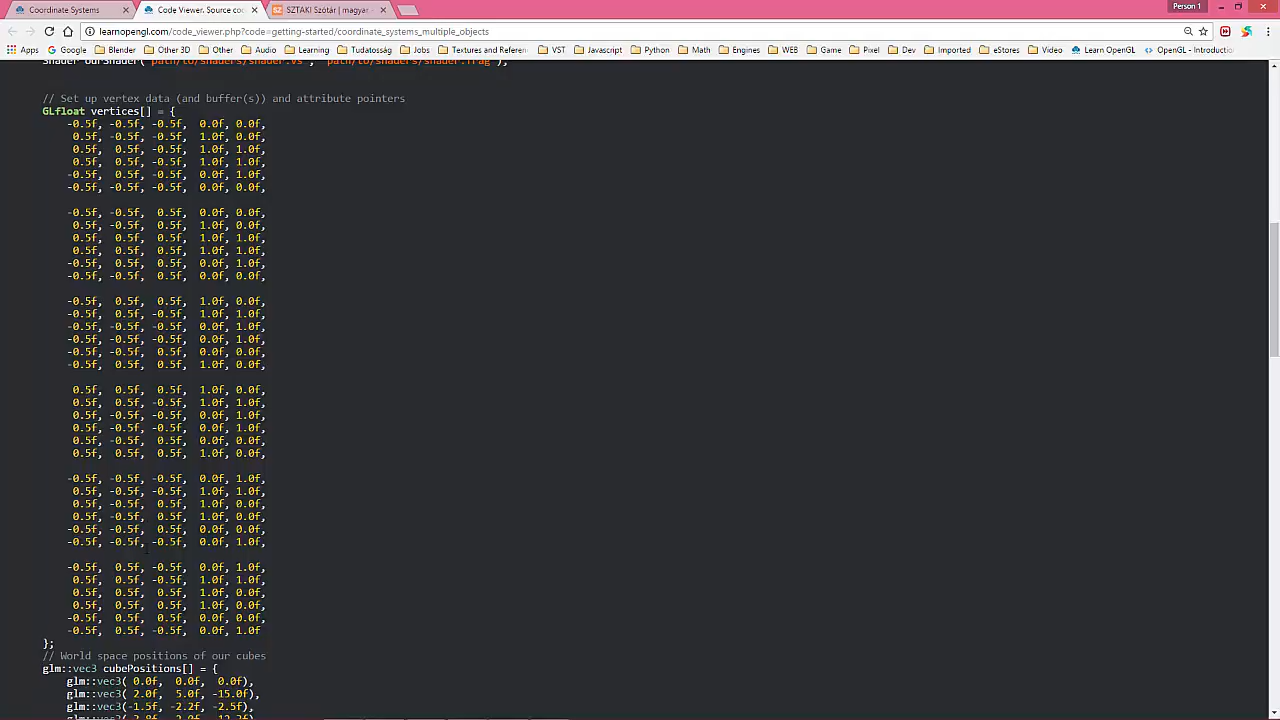 Coordinate Systems
Code Viewer. Source co
SZTAKI Szótár | magyar.
Person 1
learnopengl.com/code_viewer.php?code=getting-started/coordinate_systems_multiple_objects
Apps Google Blender Other 3D Other Audio Learning Tudatosság Jobs Textures and Referen VST Javascript Python Math Engines WEB Game Pixel Dev Imported eStores Video Learn OpenGL OpenGL - Introductio
Shader ourShader("path/to/shaders/shader.vs", "path/to/shaders/shader.frag");
// Set up vertex data (and buffer(s)) and attribute pointers
GLfloat vertices[] = {
-0.5f, -0.5f, -0.5f, 0.0f, 0.0f,
0.5f, -0.5f, -0.5f, 1.0f, 0.0f,
0.5f, 0.5f, -0.5f, 1.0f, 1.0f,
0.5f, 0.5f, -0.5f, 1.0f, 1.0f,
-0.5f, 0.5f, -0.5f, 0.0f, 1.0f,
-0.5f, -0.5f, -0.5f, 0.0f, 0.0f,
-0.5f, -0.5f, 0.5f, 0.0f, 0.0f,
0.5f, -0.5f, 0.5f, 1.0f, 0.0f,
0.5f, 0.5f, 0.5f, 1.0f, 1.0f,
0.5f, 0.5f, 0.5f, 1.0f, 1.0f,
-0.5f, 0.5f, 0.5f, 0.0f, 1.0f,
-0.5f, -0.5f, 0.5f, 0.0f, 0.0f,
-0.5f, 0.5f, 0.5f, 1.0f, 0.0f,
-0.5f, 0.5f, -0.5f, 1.0f, 1.0f,
-0.5f, -0.5f, -0.5f, 0.0f, 1.0f,
-0.5f, -0.5f, -0.5f, 0.0f, 1.0f,
-0.5f, -0.5f, 0.5f, 0.0f, 0.0f,
-0.5f, 0.5f, 0.5f, 1.0f, 0.0f,
0.5f, 0.5f, 0.5f, 1.0f, 0.0f,
0.5f, 0.5f, -0.5f, 1.0f, 1.0f,
0.5f, -0.5f, -0.5f, 0.0f, 1.0f,
0.5f, -0.5f, -0.5f, 0.0f, 1.0f,
0.5f, -0.5f, 0.5f, 0.0f, 0.0f,
0.5f, 0.5f, 0.5f, 1.0f, 0.0f,
-0.5f, -0.5f, -0.5f, 0.0f, 1.0f,
0.5f, -0.5f, -0.5f, 1.0f, 1.0f,
0.5f, -0.5f, 0.5f, 1.0f, 0.0f,
0.5f, -0.5f, 0.5f, 1.0f, 0.0f,
-0.5f, -0.5f, 0.5f, 0.0f, 0.0f,
-0.5f, -0.5f, -0.5f, 0.0f, 1.0f,
-0.5f, 0.5f, -0.5f, 0.0f, 1.0f,
0.5f, 0.5f, -0.5f, 1.0f, 1.0f,
0.5f, 0.5f, 0.5f, 1.0f, 0.0f,
0.5f, 0.5f, 0.5f, 1.0f, 0.0f,
-0.5f, 0.5f, 0.5f, 0.0f, 0.0f,
-0.5f, 0.5f, -0.5f, 0.0f, 1.0f
};
// World space positions of our cubes
glm::vec3 cubePositions[] = {
glm::vec3( 0.0f, 0.0f, 0.0f),
glm::vec3( 2.0f, 5.0f, -15.0f),
glm::vec3(-1.5f, -2.2f, -2.5f),